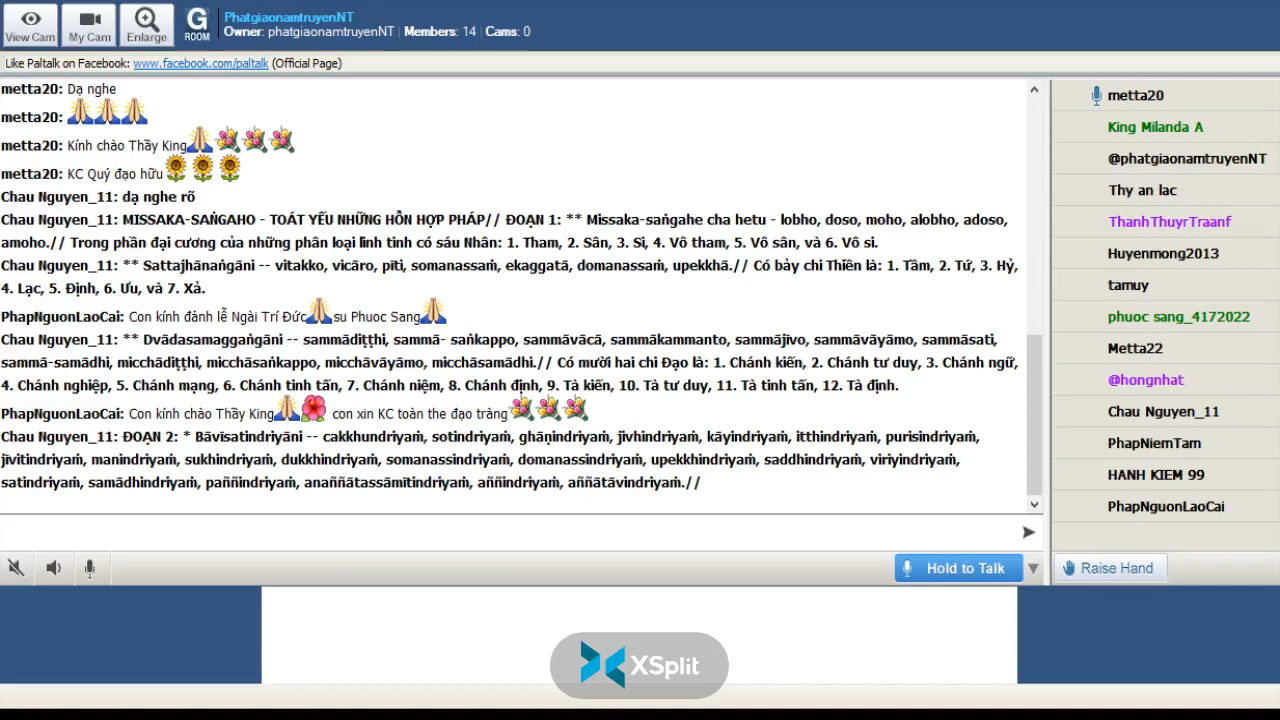 View Cam
My Cam
Enlarge
G
ROOM
PhatgiaonamtruyenNT
Owner: phatgiaonamtruyenNT | Members: 14 | Cams: 0
Like Paltalk on Facebook: www.facebook.com/paltalk (Official Page)
metta20: Dạ nghe
metta20:
metta20: Kính chào Thầy King
metta20: KC Quý đạo hữu
Chau Nguyen_11: dạ nghe rõ
Chau Nguyen_11: MISSAKA-SAṄGAHO - TOÁT YẾU NHỮNG HỖN HỢP PHÁP// ĐOẠN 1: ** Missaka-saṅgahe cha hetu - lobho, doso, moho, alobho, adoso,
amoho.// Trong phần đại cương của những phân loại linh tinh có sáu Nhân: 1. Tham, 2. Sân, 3. Si, 4. Vô tham, 5. Vô sân, và 6. Vô si.
Chau Nguyen_11: ** Sattajhānaṅgāni -- vitakko, vicāro, pīti, somanassaṁ, ekaggatā, domanassaṁ, upekkhā.// Có bảy chi Thiền là: 1. Tầm, 2. Tứ, 3. Hỷ,
4. Lạc, 5. Định, 6. Ưu, và 7. Xả.
PhapNguonLaoCai: Con kính đảnh lễ Ngài Trí Đức su Phuoc Sang
Chau Nguyen_11: ** Dvādasamaggaṅgāni -- sammādiṭṭhi, sammā- saṅkappo, sammāvācā, sammākammanto, sammājīvo, sammāvāyāmo, sammāsati,
sammā-samādhi, micchādiṭṭhi, micchāsaṅkappo, micchāvāyāmo, micchāsamādhi.// Có mười hai chi Đạo là: 1. Chánh kiến, 2. Chánh tư duy, 3. Chánh ngữ,
4. Chánh nghiệp, 5. Chánh mạng, 6. Chánh tinh tấn, 7. Chánh niệm, 8. Chánh định, 9. Tà kiến, 10. Tà tư duy, 11. Tà tinh tấn, 12. Tà định.
PhapNguonLaoCai: Con kính chào Thầy King con xin KC toàn the đạo tràng
Chau Nguyen_11: ĐOẠN 2: * Bāvīsatindriyāni -- cakkhundriyaṁ, sotindriyaṁ, ghāṇindriyaṁ, jivhindriyaṁ, kāyindriyaṁ, itthindriyaṁ, purisindriyaṁ,
jīvitindriyaṁ, manindriyaṁ, sukhindriyaṁ, dukkhindriyaṁ, somanassindriyaṁ, domanassindriyaṁ, upekkhindriyaṁ, saddhindriyaṁ, viriyindriyaṁ,
satindriyaṁ, samādhindriyaṁ, paññindriyaṁ, anaññātassāmītindriyaṁ, aññindriyaṁ, aññātāvindriyaṁ.//
metta20
King Milanda A
@phatgiaonamtruyenNT
Thy an lac
ThanhThuyrTraanf
Huyenmong2013
tamuy
phuoc sang_4172022
Metta22
@hongnhat
Chau Nguyen_11
PhapNiemTam
HANH KIEM 99
PhapNguonLaoCai
Hold to Talk
Raise Hand
XSplit